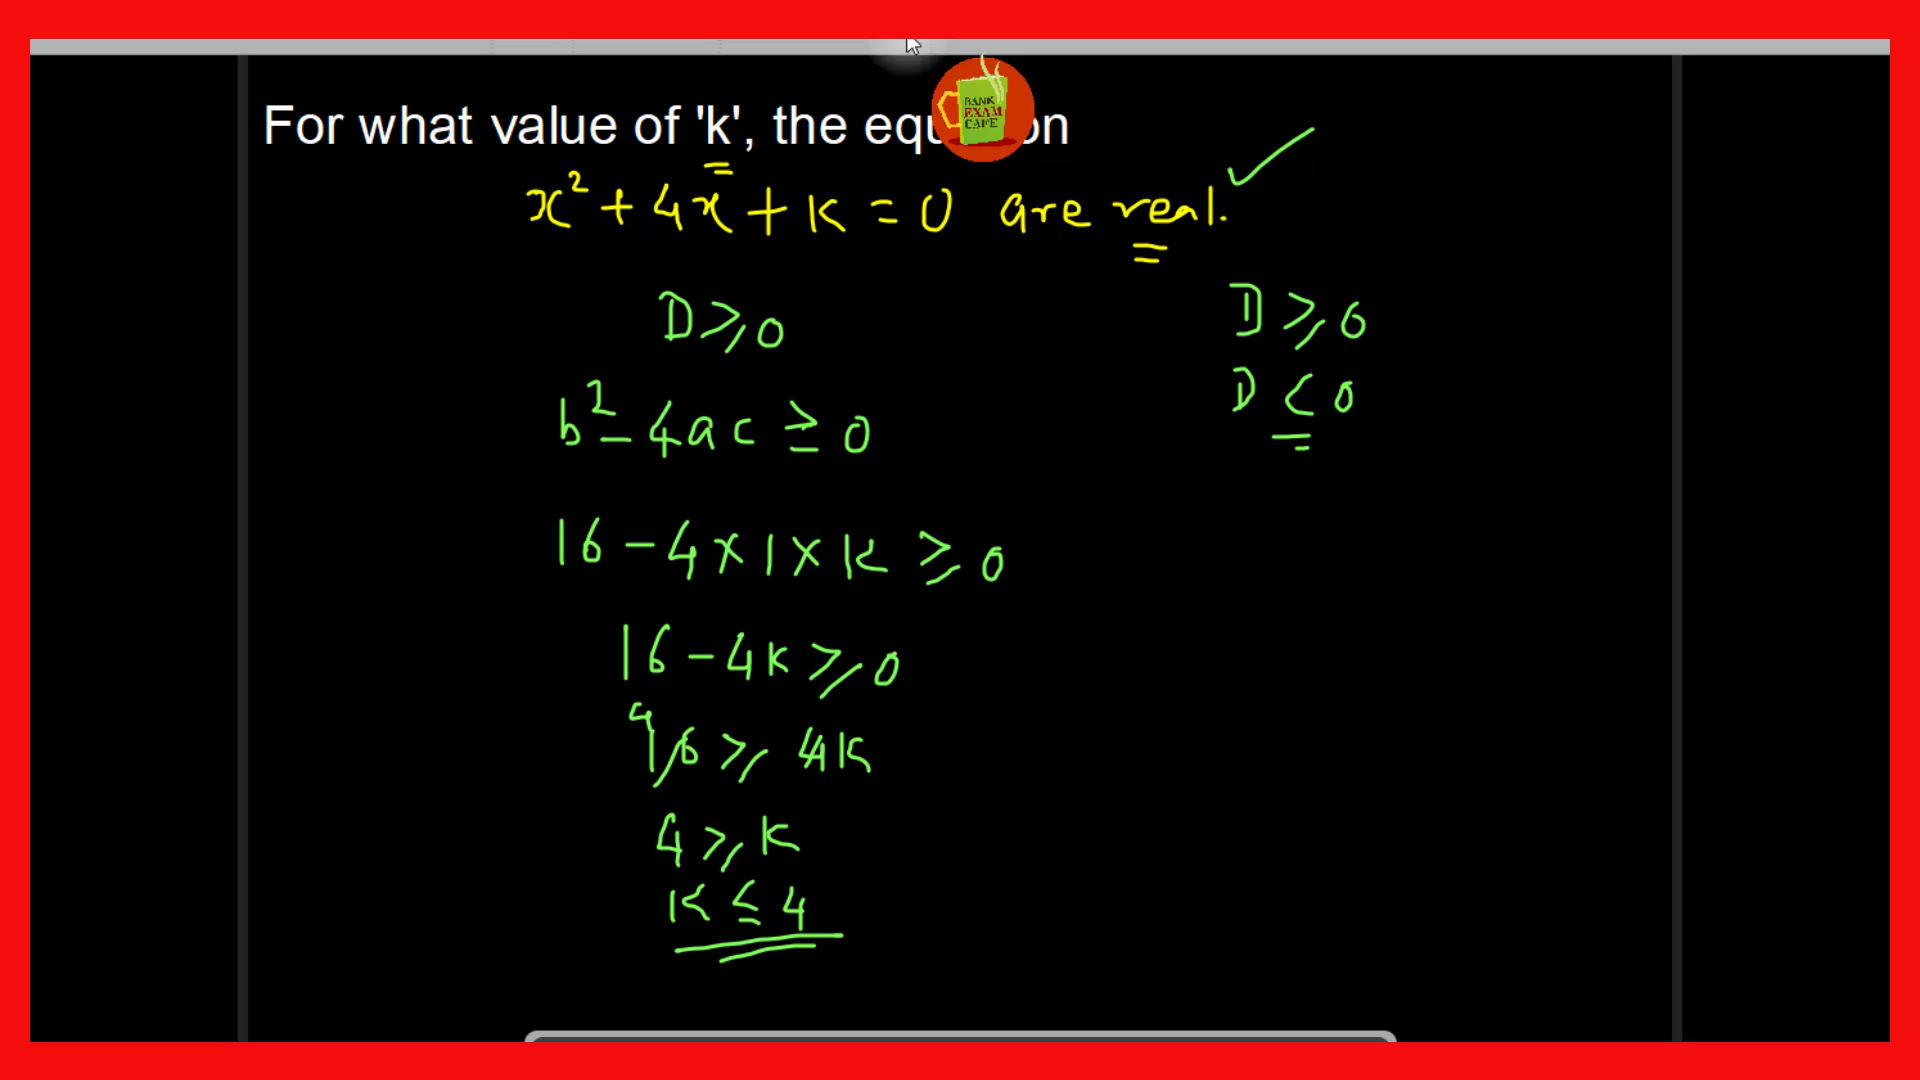 For what value of 'k', the equ on
BANK
EXAM
CAFE
x² + 4x + k = 0 are real.
D ≥ 0
b² - 4ac ≥ 0
16 - 4 × 1 × k ≥ 0
16 - 4k ≥ 0
4
16 ≥ 4k
4 ≥ k
k ≤ 4
D ≥ 0
D < 0